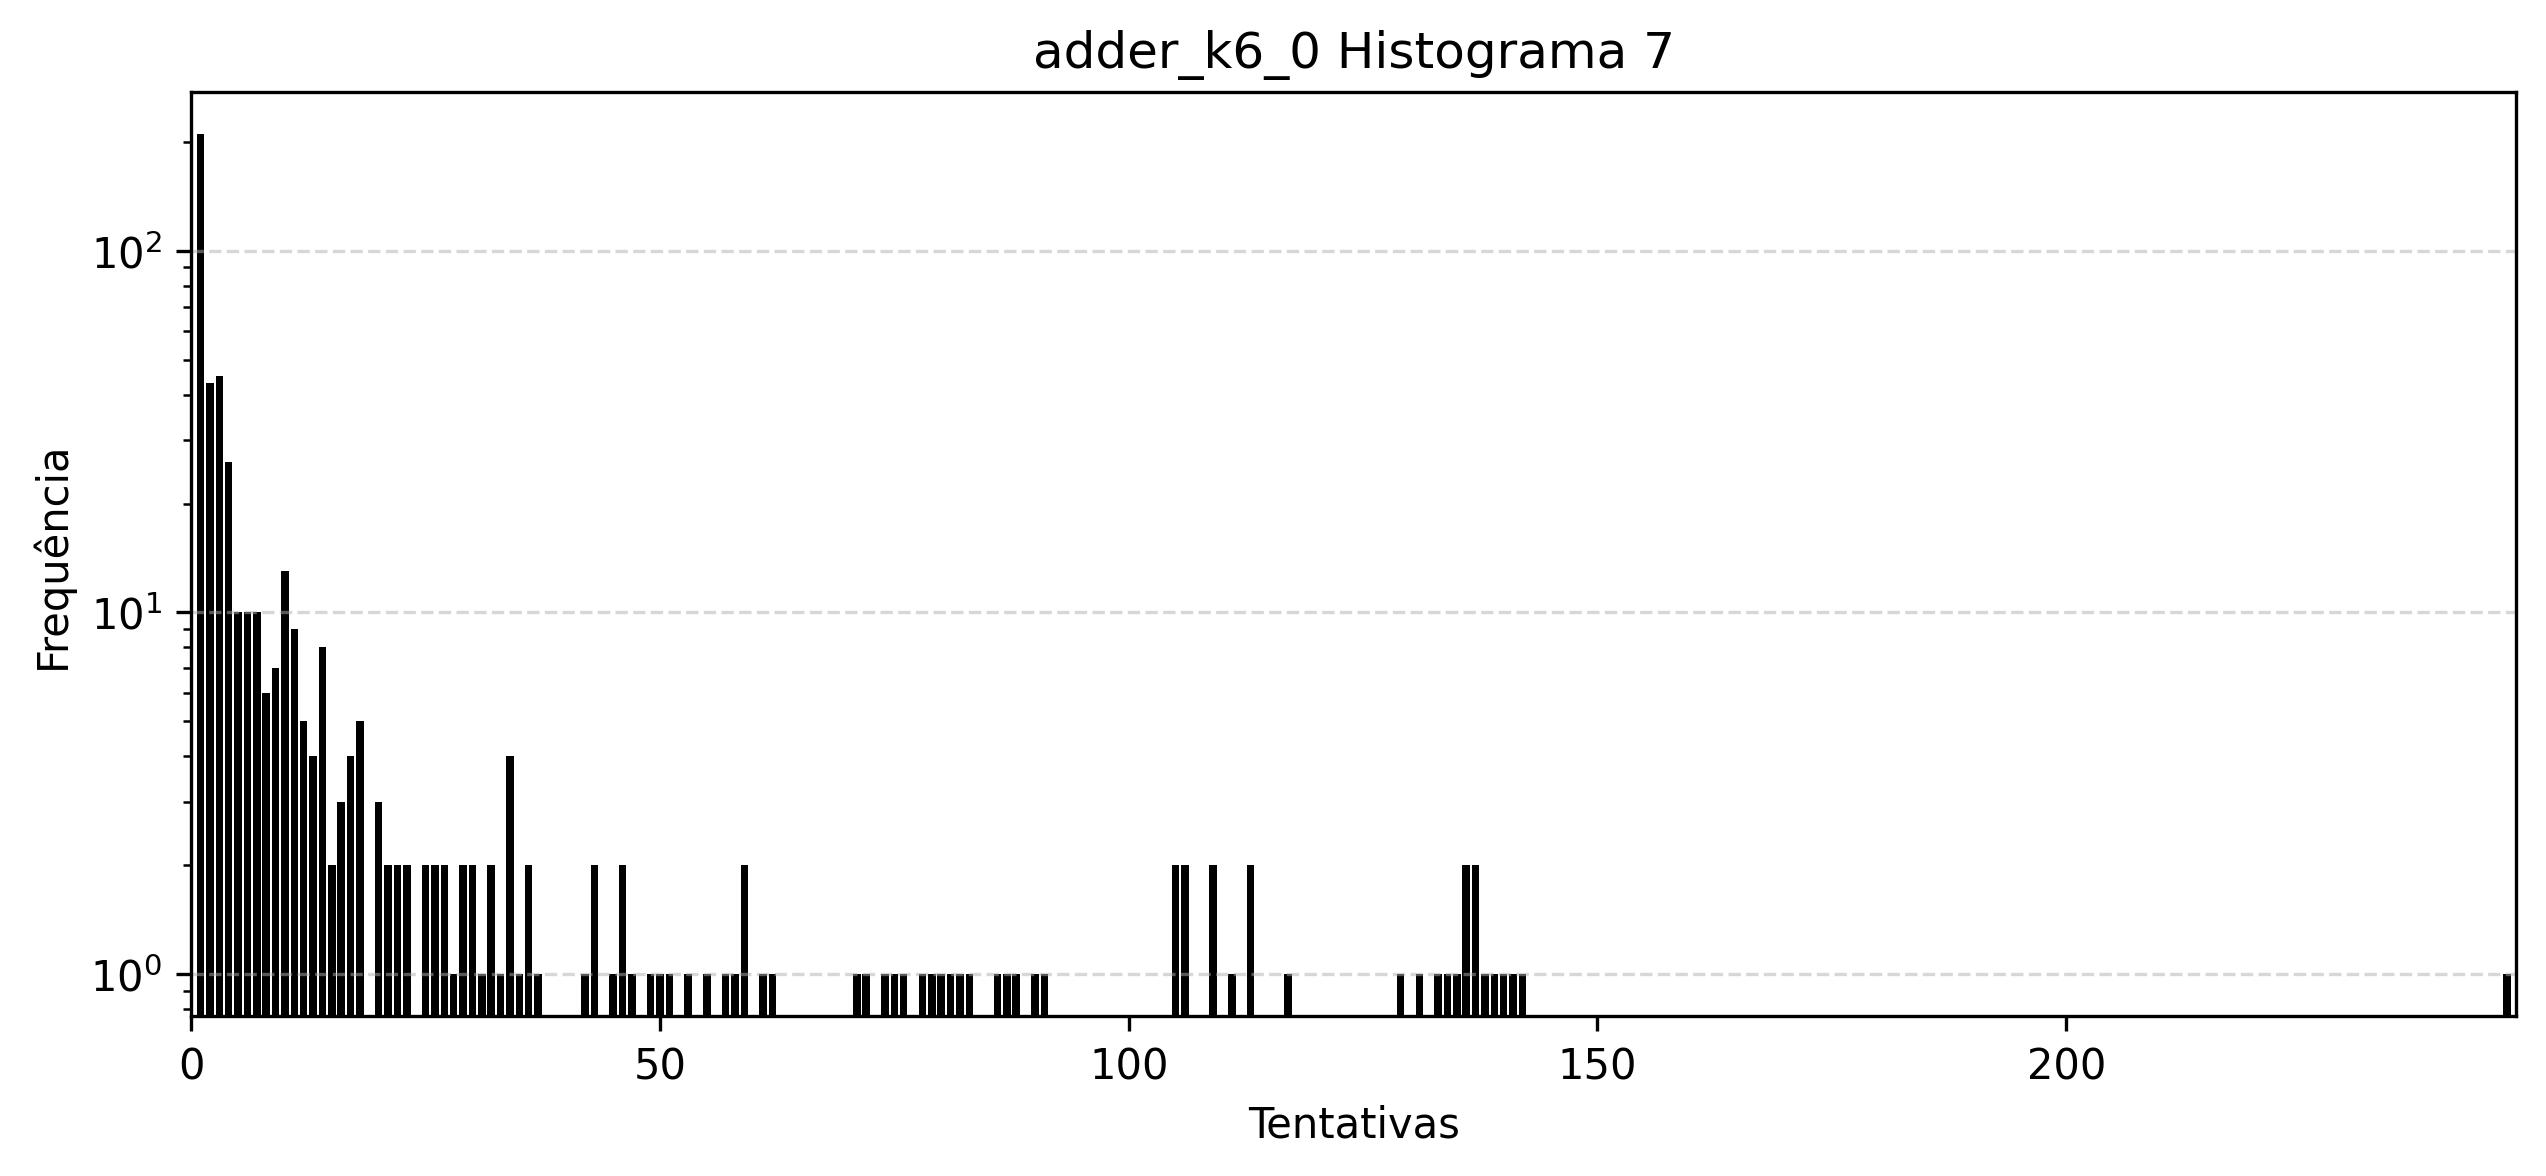 adder_k6_0 Histograma 7
Frequência
10²
10¹
10⁰
0 50 100 150 200
Tentativas